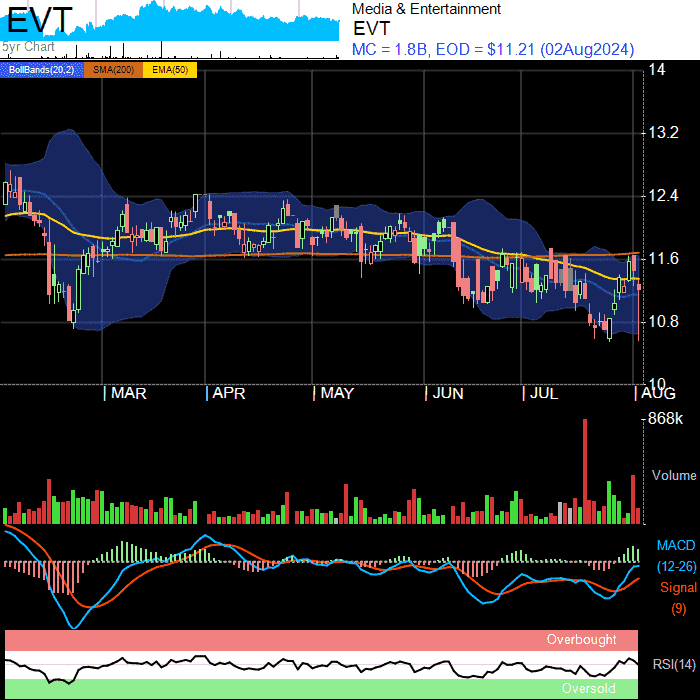 EVT
5yr Chart
Media & Entertainment
EVT
MC = 1.8B, EOD = $11.21 (02Aug2024)
BollBands(20,2) SMA(200) EMA(50)
14
13.2
12.4
11.6
10.8
10
MAR APR MAY JUN JUL AUG
868k
Volume
MACD
(12-26)
Signal
(9)
Overbought
RSI(14)
Oversold